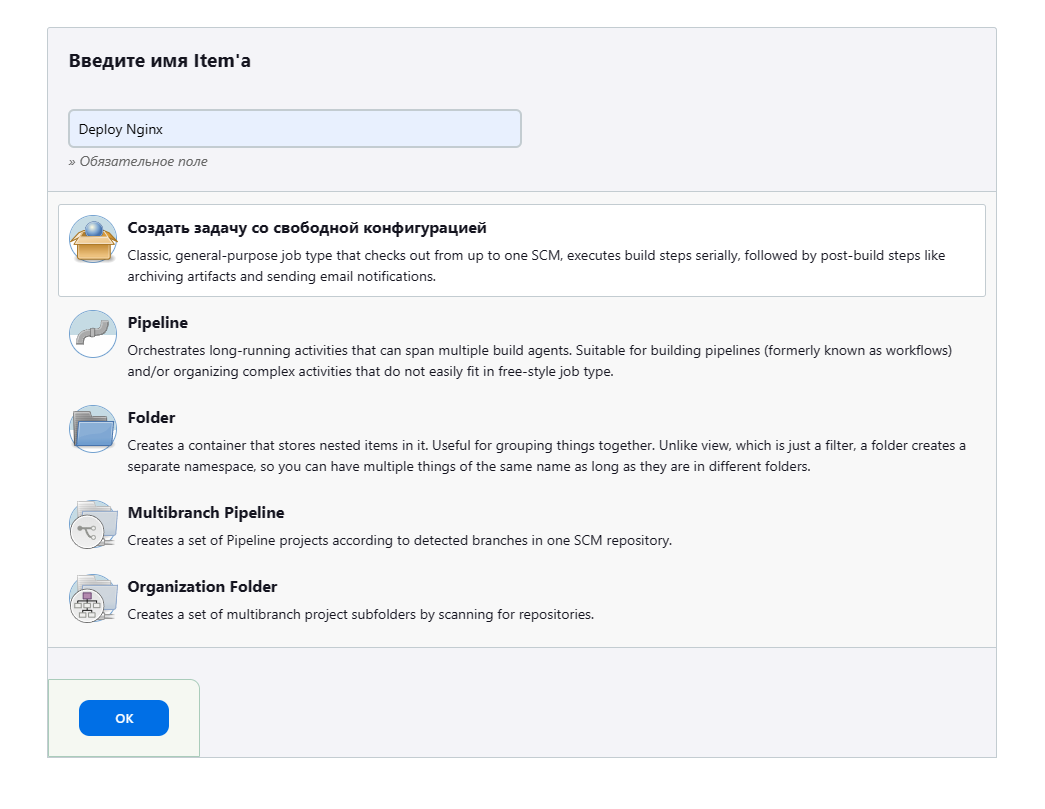 Введите имя Item'а
Deploy Nginx
» Обязательное поле
Создать задачу со свободной конфигурацией
Classic, general-purpose job type that checks out from up to one SCM, executes build steps serially, followed by post-build steps like
archiving artifacts and sending email notifications.
Pipeline
Orchestrates long-running activities that can span multiple build agents. Suitable for building pipelines (formerly known as workflows)
and/or organizing complex activities that do not easily fit in free-style job type.
Folder
Creates a container that stores nested items in it. Useful for grouping things together. Unlike view, which is just a filter, a folder creates a
separate namespace, so you can have multiple things of the same name as long as they are in different folders.
Multibranch Pipeline
Creates a set of Pipeline projects according to detected branches in one SCM repository.
Organization Folder
Creates a set of multibranch project subfolders by scanning for repositories.
OK